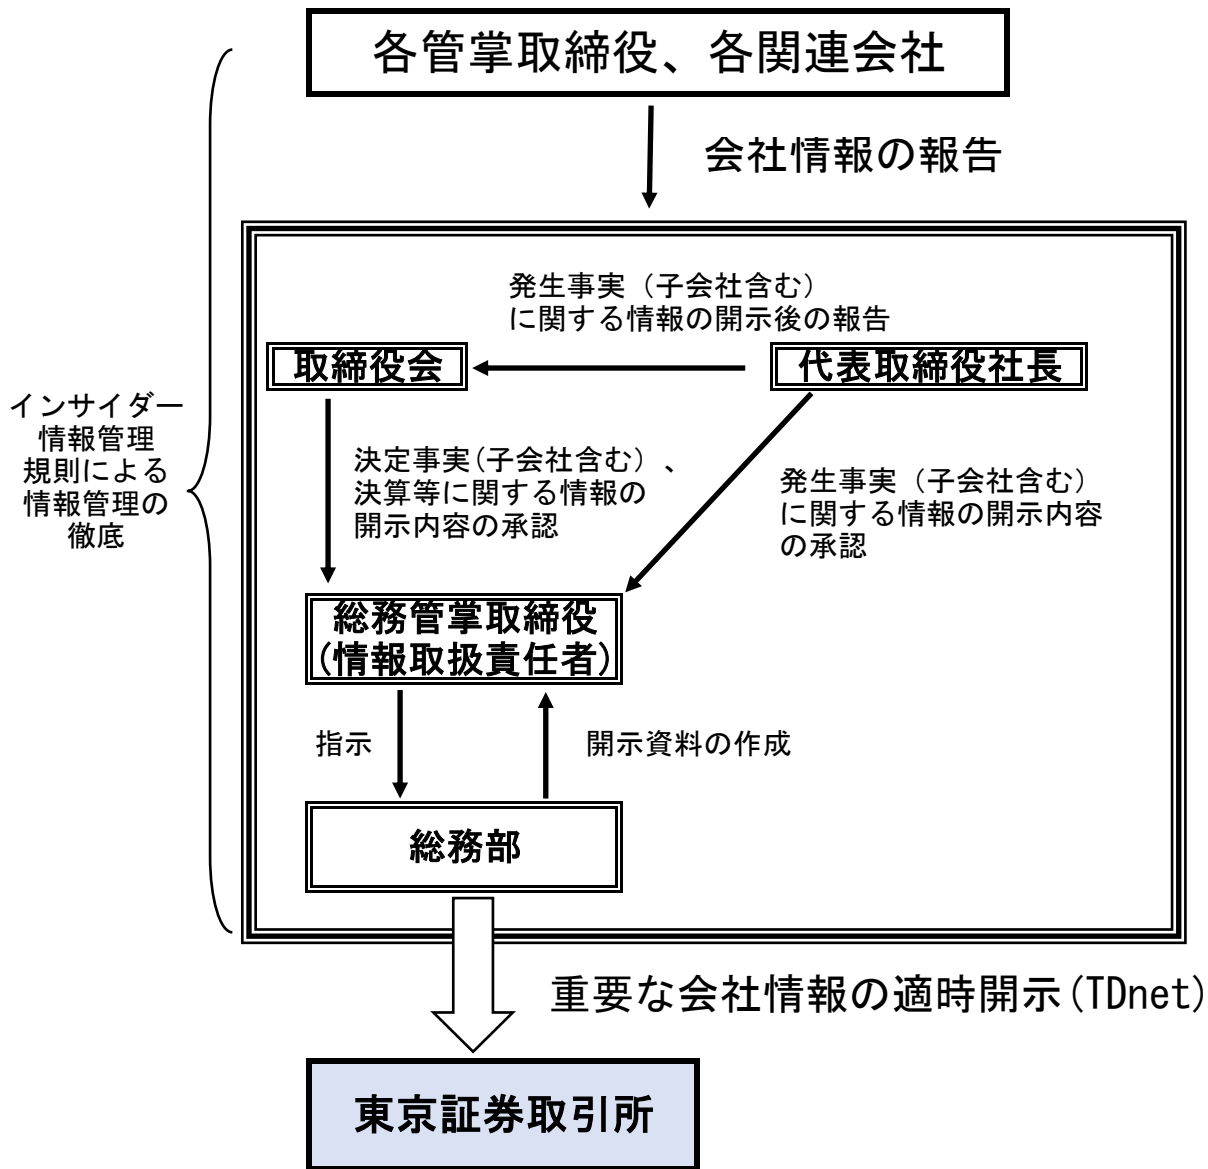 各管掌取締役、各関連会社
会社情報の報告
発生事実（子会社含む）
に関する情報の開示後の報告
取締役会
代表取締役社長
インサイダー
情報管理
規則による
情報管理の
徹底
決定事実(子会社含む）、
決算等に関する情報の
開示内容の承認
発生事実（子会社含む）
に関する情報の開示内容
の承認
総務管掌取締役
(情報取扱責任者)
指示
開示資料の作成
総務部
重要な会社情報の適時開示(TDnet)
東京証券取引所